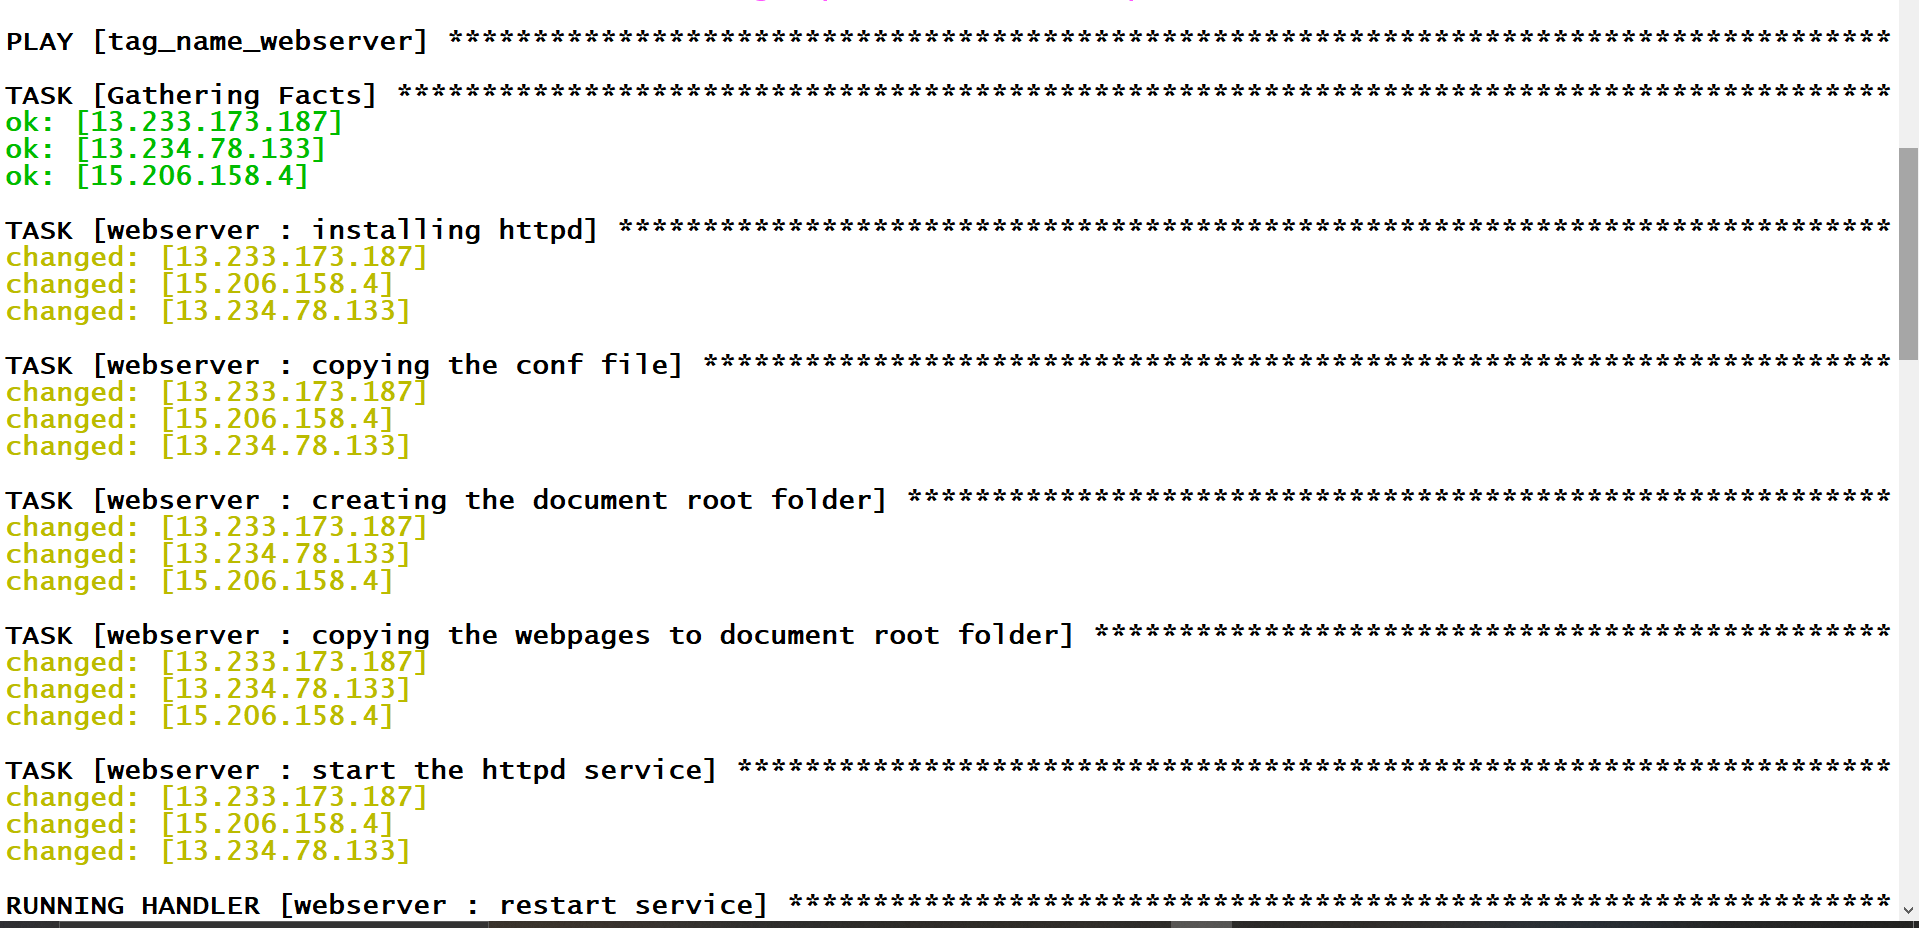 PLAY [tag_name_webserver] *************************************************************************************
TASK [Gathering Facts] ****************************************************************************************
ok: [13.233.173.187]
ok: [13.234.78.133]
ok: [15.206.158.4]
TASK [webserver : installing httpd] ***************************************************************************
changed: [13.233.173.187]
changed: [15.206.158.4]
changed: [13.234.78.133]
TASK [webserver : copying the conf file] **********************************************************************
changed: [13.233.173.187]
changed: [15.206.158.4]
changed: [13.234.78.133]
TASK [webserver : creating the document root folder] **********************************************************
changed: [13.233.173.187]
changed: [13.234.78.133]
changed: [15.206.158.4]
TASK [webserver : copying the webpages to document root folder] ***********************************************
changed: [13.233.173.187]
changed: [13.234.78.133]
changed: [15.206.158.4]
TASK [webserver : start the httpd service] ********************************************************************
changed: [13.233.173.187]
changed: [15.206.158.4]
changed: [13.234.78.133]
RUNNING HANDLER [webserver : restart service] *****************************************************************